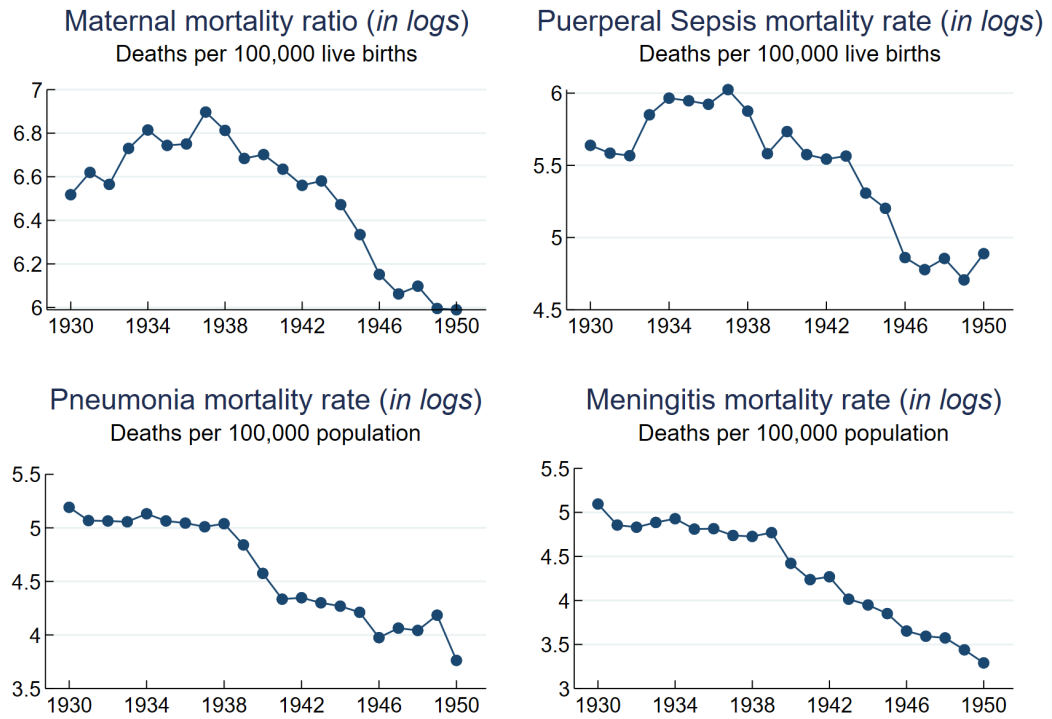 Maternal mortality ratio (in logs)
Deaths per 100,000 live births
7
6.8
6.6
6.4
6.2
6
1930 1934 1938 1942 1946 1950
Puerperal Sepsis mortality rate (in logs)
Deaths per 100,000 live births
6
5.5
5
4.5
1930 1934 1938 1942 1946 1950
Pneumonia mortality rate (in logs)
Deaths per 100,000 population
5.5
5
4.5
4
3.5
1930 1934 1938 1942 1946 1950
Meningitis mortality rate (in logs)
Deaths per 100,000 population
5.5
5
4.5
4
3.5
3
1930 1934 1938 1942 1946 1950